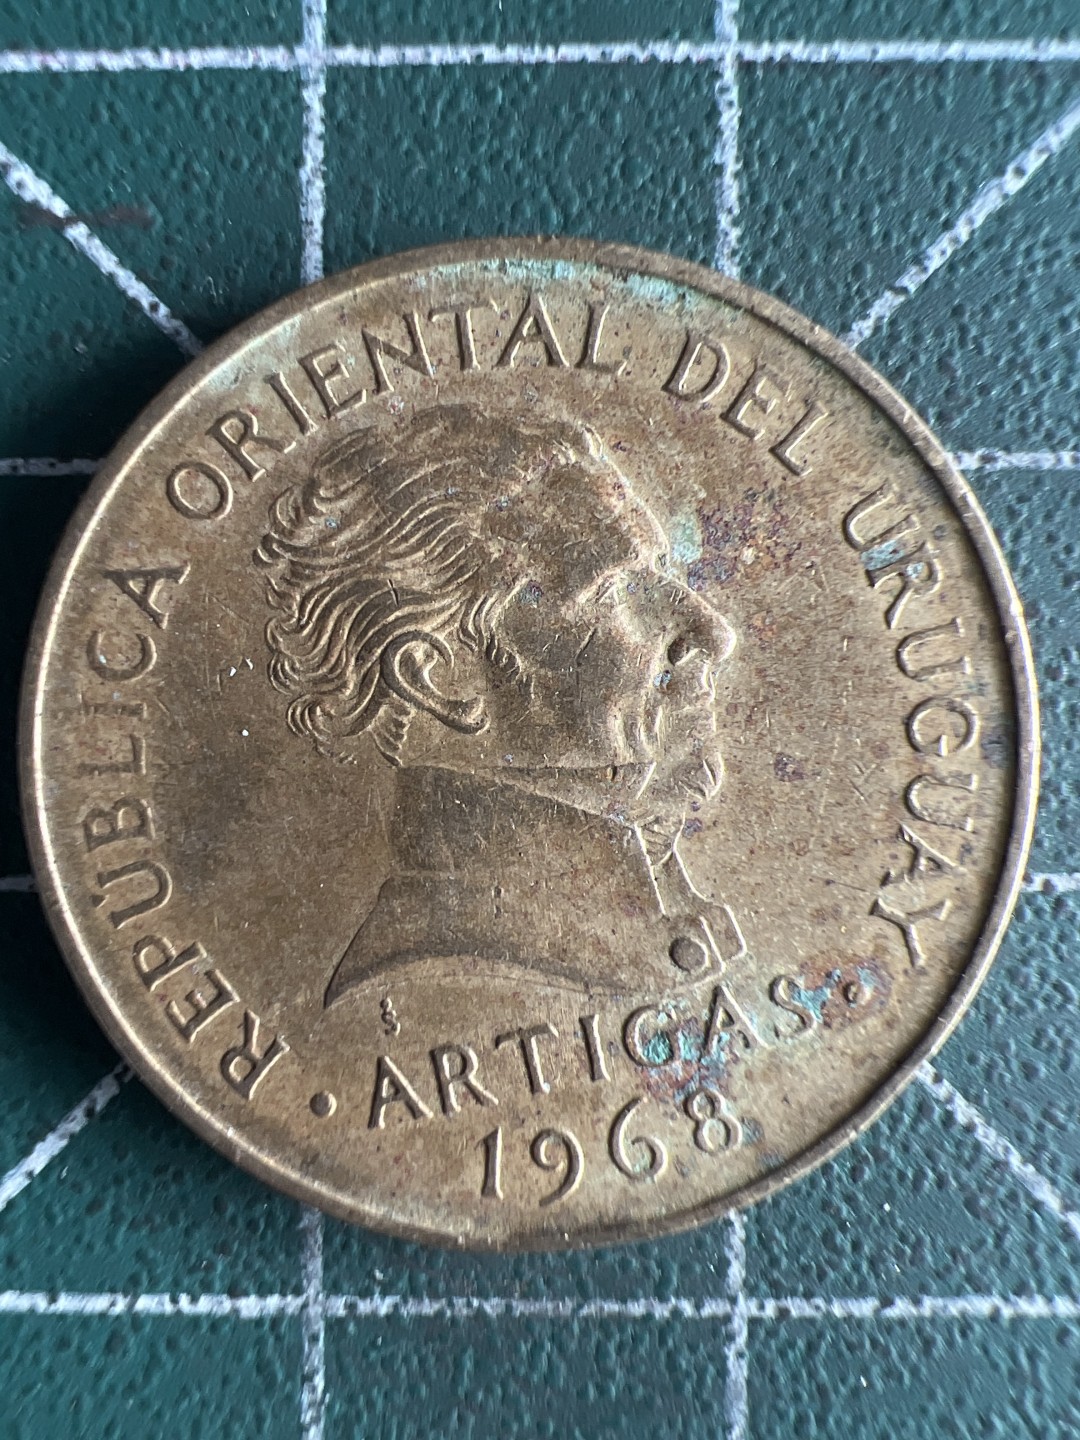 REPUBLICA ORIENTAL DEL URUGUAY
• ARTIGAS •
1968